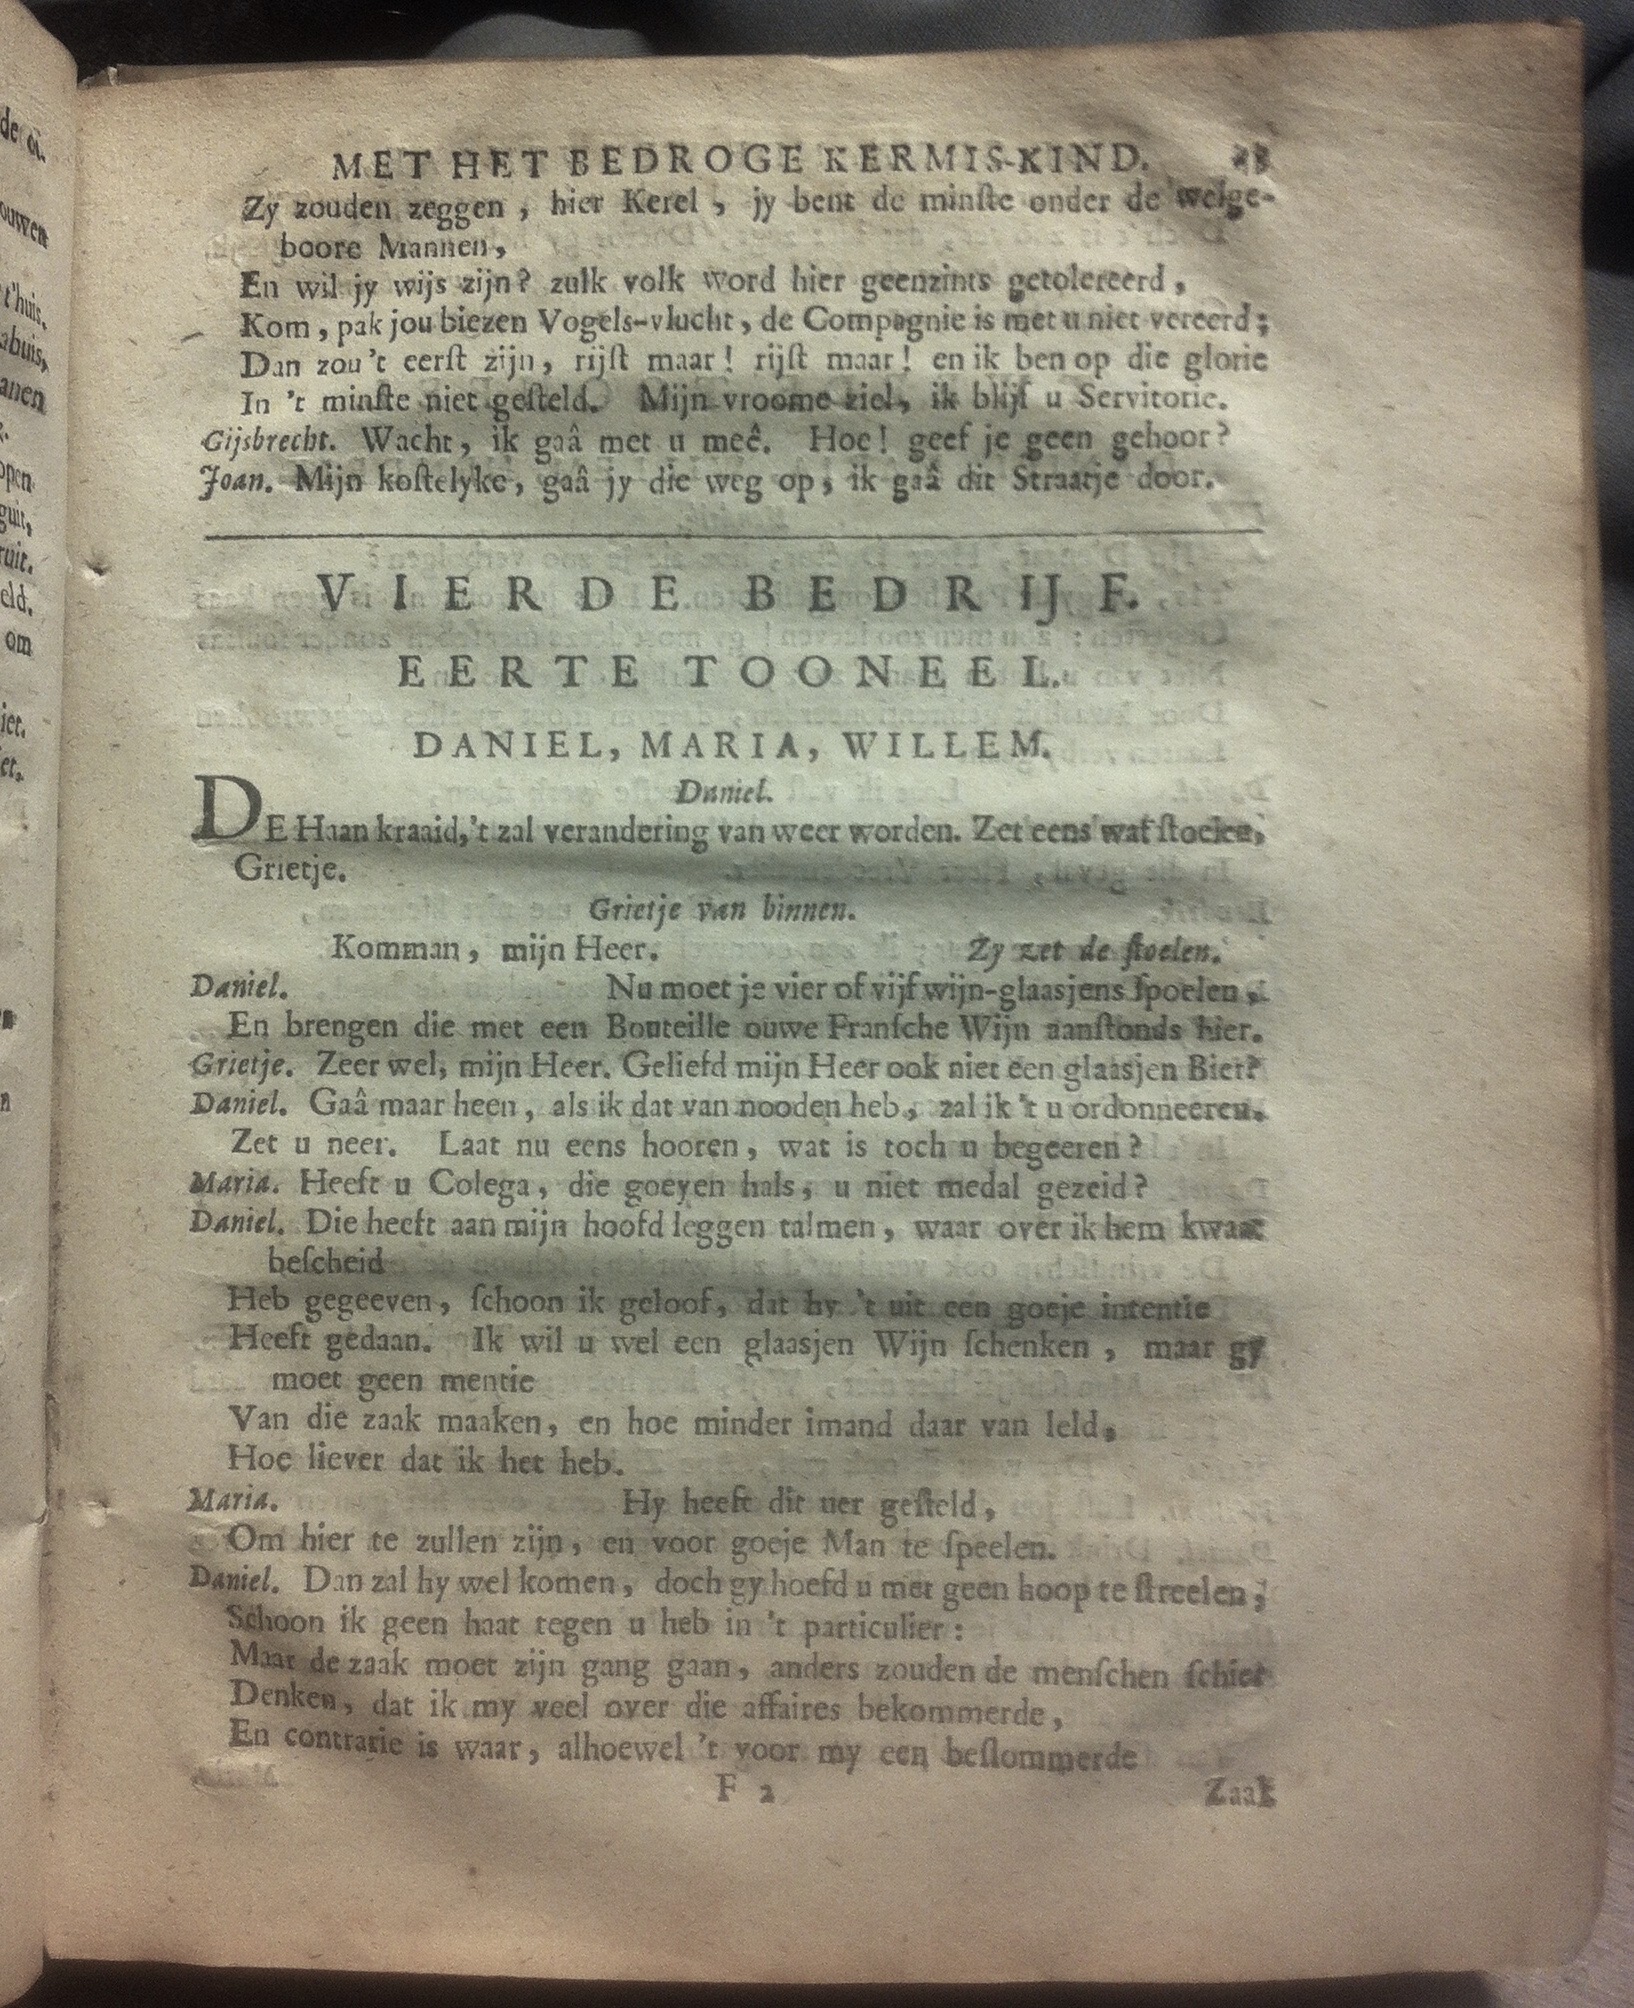 MET HET BEDROGE KERMIS-KIND.
Zy zouden zeggen, hier Kerel, jy bent de minſte onder de welge-
boore Mannen,
En wil jy wijs zijn? zulk volk word hier geenzints getolereerd,
Kom, pak jou biezen Vogels-vlucht, de Compagnie is met u niet vereerd;
Dan zou 't eerſt zijn, rijſt maar! rijſt maar! en ik ben op die glorie
In 't minſte niet geſteld. Mijn vroome ziel, ik blijf u Servitorie.
Gijsbrecht. Wacht, ik gaâ met u meê. Hoe! geef je geen gehoor?
Joan. Mijn koſtelyke, gaâ jy die weg op, ik gaâ dit Straatje door.
VIERDE BEDRIJF.
EERTE TOONEEL.
DANIEL, MARIA, WILLEM.
Daniel.
DE Haan kraaid, 't zal verandering van weer worden. Zet eens wat ſtoelen,
Grietje.
Grietje van binnen.
Komman, mijn Heer. Zy zet de ſtoelen.
Daniel. Nu moet je vier of vijf wijn-glaasjens ſpoelen,
En brengen die met een Bouteille ouwe Franſche Wijn aanſtonds hier.
Grietje. Zeer wel, mijn Heer. Geliefd mijn Heer ook niet een glaasjen Bier?
Daniel. Gaâ maar heen, als ik dat van nooden heb, zal ik 't u ordonneeren.
Zet u neer. Laat nu eens hooren, wat is toch u begeeren?
Maria. Heeft u Colega, die goeyen hals, u niet medal gezeid?
Daniel. Die heeft aan mijn hoofd leggen talmen, waar over ik hem kwaat
beſcheid
Heb gegeeven, ſchoon ik geloof, dat hy 't uit een goeje intentie
Heeft gedaan. Ik wil u wel een glaasjen Wijn ſchenken, maar gy
moet geen mentie
Van die zaak maaken, en hoe minder imand daar van leld,
Hoe liever dat ik het heb.
Maria. Hy heeft dit uer geſteld,
Om hier te zullen zijn, en voor goeje Man te ſpeelen.
Daniel. Dan zal hy wel komen, doch gy hoefd u met geen hoop te ſtreelen,
Schoon ik geen haat tegen u heb in 't particulier:
Maar de zaak moet zijn gang gaan, anders zouden de menſchen ſchier
Denken, dat ik my veel over die affaires bekommerde,
En contrarie is waar, alhoewel 't voor my een beſlommerde
F 2 Zaak